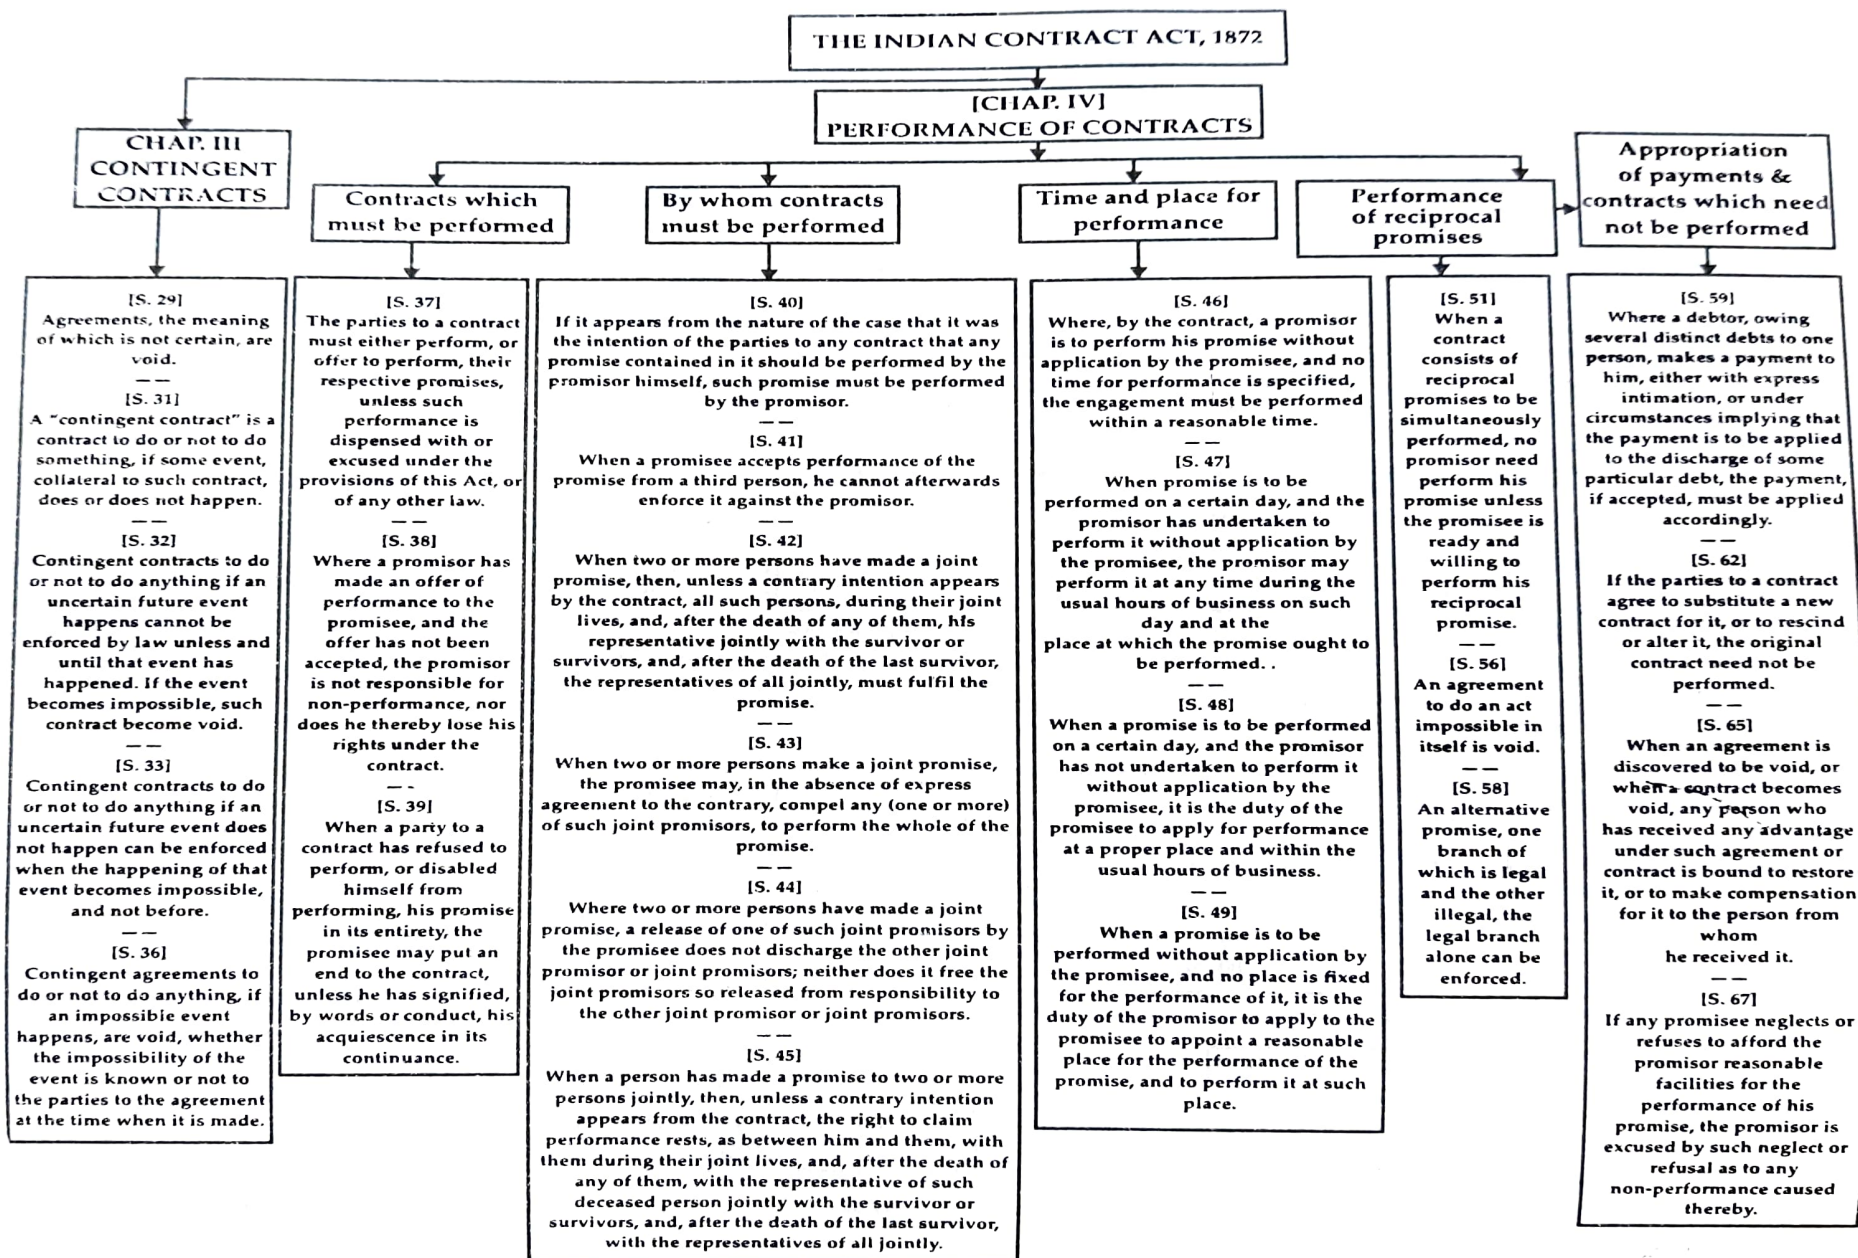 THE INDIAN CONTRACT ACT, 1872
[CHAP. IV]
PERFORMANCE OF CONTRACTS
CHAP. III
CONTINGENT
CONTRACTS
Contracts which
must be performed
By whom contracts
must be performed
Time and place for
performance
Performance
of reciprocal
promises
Appropriation
of payments &
contracts which need
not be performed
[S. 29]
Agreements, the meaning
of which is not certain, are
void.
— —
[S. 31]
A "contingent contract" is a
contract to do or not to do
something, if some event,
collateral to such contract,
does or does not happen.
— —
[S. 32]
Contingent contracts to do
or not to do anything if an
uncertain future event
happens cannot be
enforced by law unless and
until that event has
happened. If the event
becomes impossible, such
contract become void.
— —
[S. 33]
Contingent contracts to do
or not to do anything if an
uncertain future event does
not happen can be enforced
when the happening of that
event becomes impossible,
and not before.
— —
[S. 36]
Contingent agreements to
do or not to do anything, if
an impossible event
happens, are void, whether
the impossibility of the
event is known or not to
the parties to the agreement
at the time when it is made.
[S. 37]
The parties to a contract
must either perform, or
offer to perform, their
respective promises,
unless such
performance is
dispensed with or
excused under the
provisions of this Act, or
of any other law.
— —
[S. 38]
Where a promisor has
made an offer of
performance to the
promisee, and the
offer has not been
accepted, the promisor
is not responsible for
non-performance, nor
does he thereby lose his
rights under the
contract.
— -
[S. 39]
When a party to a
contract has refused to
perform, or disabled
himself from
performing, his promise
in its entirety, the
promisee may put an
end to the contract,
unless he has signified,
by words or conduct, his
acquiescence in its
continuance.
[S. 40]
If it appears from the nature of the case that it was
the intention of the parties to any contract that any
promise contained in it should be performed by the
promisor himself, such promise must be performed
by the promisor.
— —
[S. 41]
When a promisee accepts performance of the
promise from a third person, he cannot afterwards
enforce it against the promisor.
— —
[S. 42]
When two or more persons have made a joint
promise, then, unless a contrary intention appears
by the contract, all such persons, during their joint
lives, and, after the death of any of them, his
representative jointly with the survivor or
survivors, and, after the death of the last survivor,
the representatives of all jointly, must fulfil the
promise.
— —
[S. 43]
When two or more persons make a joint promise,
the promisee may, in the absence of express
agreement to the contrary, compel any (one or more)
of such joint promisors, to perform the whole of the
promise.
— —
[S. 44]
Where two or more persons have made a joint
promise, a release of one of such joint promisors by
the promisee does not discharge the other joint
promisor or joint promisors; neither does it free the
joint promisors so released from responsibility to
the other joint promisor or joint promisors.
— —
[S. 45]
When a person has made a promise to two or more
persons jointly, then, unless a contrary intention
appears from the contract, the right to claim
performance rests, as between him and them, with
them during their joint lives, and, after the death of
any of them, with the representative of such
deceased person jointly with the survivor or
survivors, and, after the death of the last survivor,
with the representatives of all jointly.
[S. 46]
Where, by the contract, a promisor
is to perform his promise without
application by the promisee, and no
time for performance is specified,
the engagement must be performed
within a reasonable time.
— —
[S. 47]
When promise is to be
performed on a certain day, and the
promisor has undertaken to
perform it without application by
the promisee, the promisor may
perform it at any time during the
usual hours of business on such
day and at the
place at which the promise ought to
be performed. .
— —
[S. 48]
When a promise is to be performed
on a certain day, and the promisor
has not undertaken to perform it
without application by the
promisee, it is the duty of the
promisee to apply for performance
at a proper place and within the
usual hours of business.
— —
[S. 49]
When a promise is to be
performed without application by
the promisee, and no place is fixed
for the performance of it, it is the
duty of the promisor to apply to the
promisee to appoint a reasonable
place for the performance of the
promise, and to perform it at such
place.
[S. 51]
When a
contract
consists of
reciprocal
promises to be
simultaneously
performed, no
promisor need
perform his
promise unless
the promisee is
ready and
willing to
perform his
reciprocal
promise.
— —
[S. 56]
An agreement
to do an act
impossible in
itself is void.
— —
[S. 58]
An alternative
promise, one
branch of
which is legal
and the other
illegal, the
legal branch
alone can be
enforced.
[S. 59]
Where a debtor, owing
several distinct debts to one
person, makes a payment to
him, either with express
intimation, or under
circumstances implying that
the payment is to be applied
to the discharge of some
particular debt, the payment,
if accepted, must be applied
accordingly.
— —
[S. 62]
If the parties to a contract
agree to substitute a new
contract for it, or to rescind
or alter it, the original
contract need not be
performed.
— —
[S. 65]
When an agreement is
discovered to be void, or
when a contract becomes
void, any person who
has received any advantage
under such agreement or
contract is bound to restore
it, or to make compensation
for it to the person from
whom
he received it.
— —
[S. 67]
If any promisee neglects or
refuses to afford the
promisor reasonable
facilities for the
performance of his
promise, the promisor is
excused by such neglect or
refusal as to any
non-performance caused
thereby.